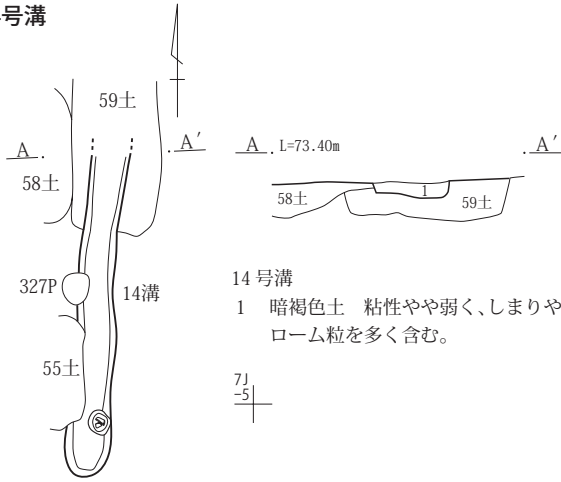 号溝
59土
A
A′
58土
327P
14溝
55土
A
L=73.40m
A′
58土
1
59土
14 号溝
1 暗褐色土 粘性やや弱く、しまりや
ローム粒を多く含む。
7J
-5